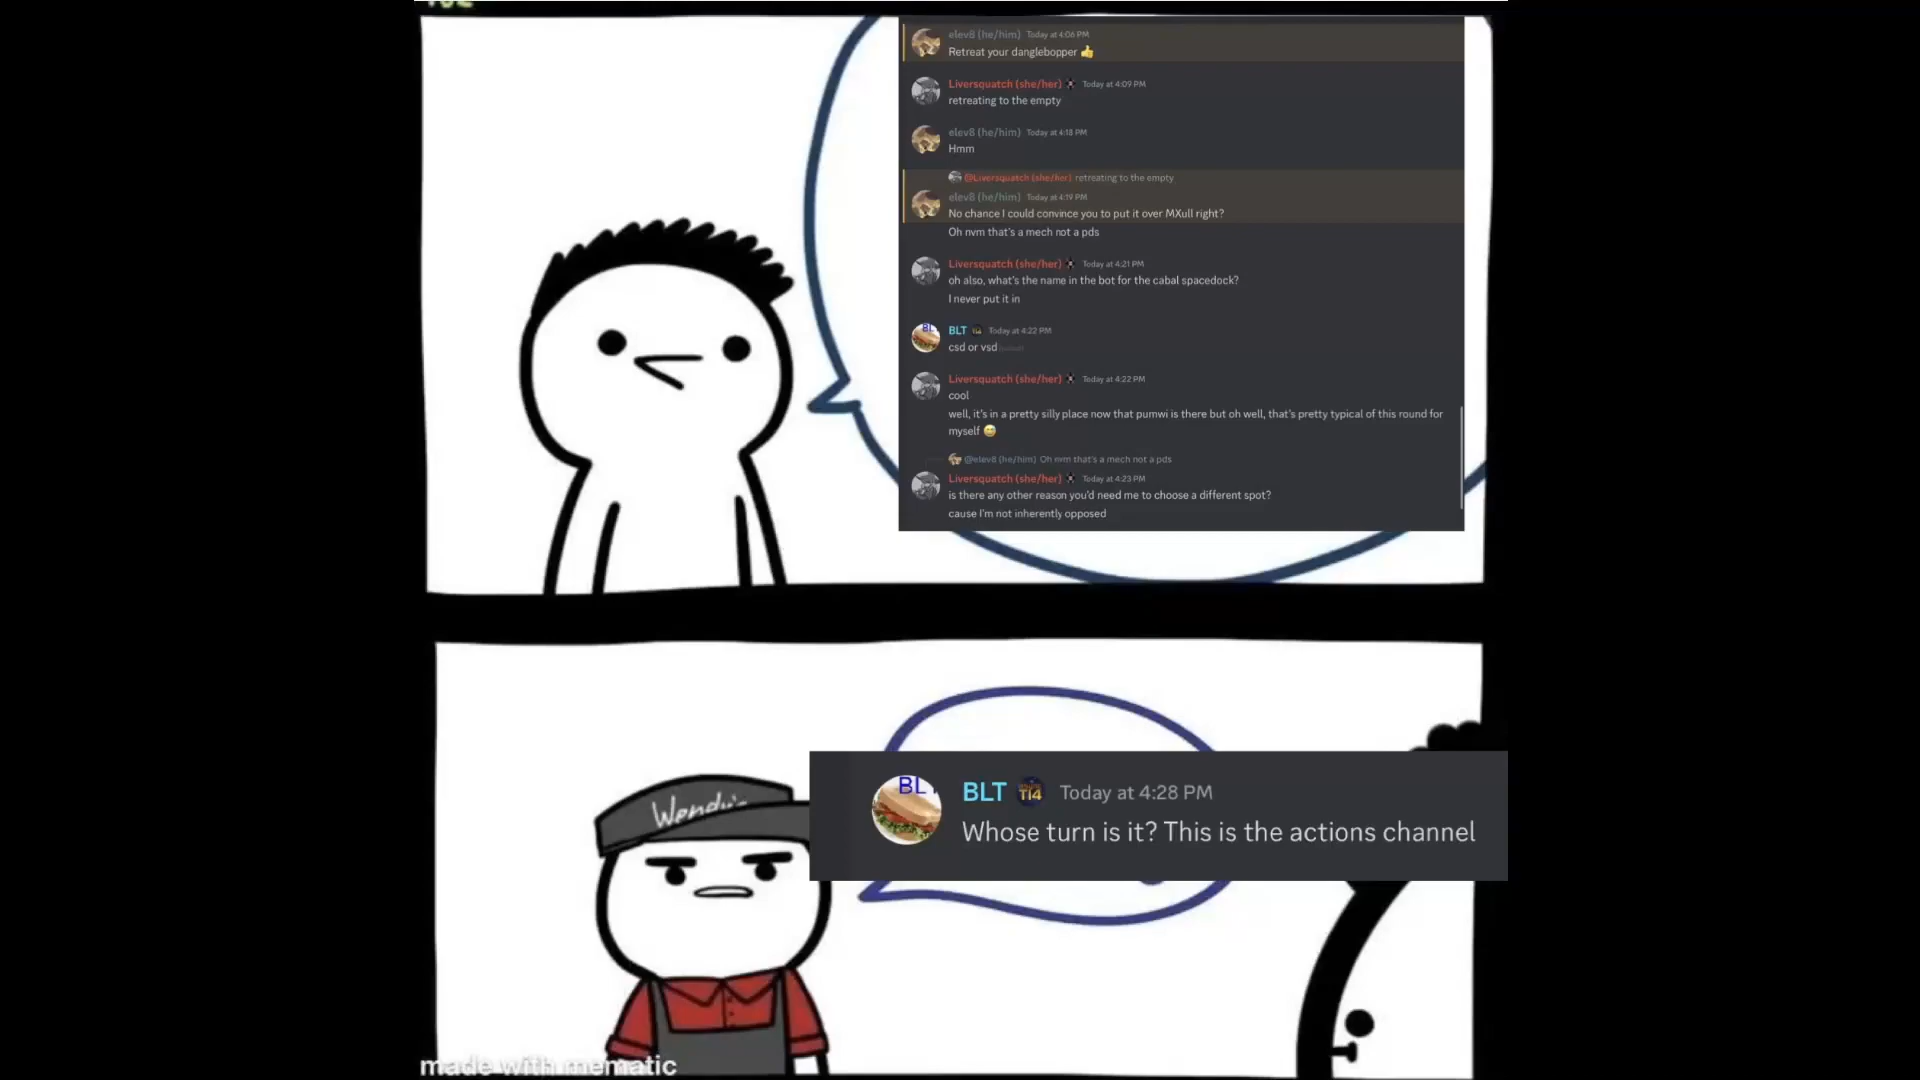 elev8 (he/him) Today at 4:06 PM
Retreat your danglebopper 👍
Liversquatch (she/her) Today at 4:09 PM
retreating to the empty
elev8 (he/him) Today at 4:18 PM
Hmm
@Liversquatch (she/her) retreating to the empty
elev8 (he/him) Today at 4:19 PM
No chance I could convince you to put it over MXull right?
Oh nvm that's a mech not a pds
Liversquatch (she/her) Today at 4:21 PM
oh also, what's the name in the bot for the cabal spacedock?
I never put it in
BLT Today at 4:22 PM
csd or vsd
Liversquatch (she/her) Today at 4:22 PM
cool
well, it's in a pretty silly place now that pumwi is there but oh well, that's pretty typical of this round for
myself 😅
@elev8 (he/him) Oh nvm that's a mech not a pds
Liversquatch (she/her) Today at 4:23 PM
is there any other reason you'd need me to choose a different spot?
cause I'm not inherently opposed
BLT TI4 Today at 4:28 PM
Whose turn is it? This is the actions channel
Wendy's
made with mematic